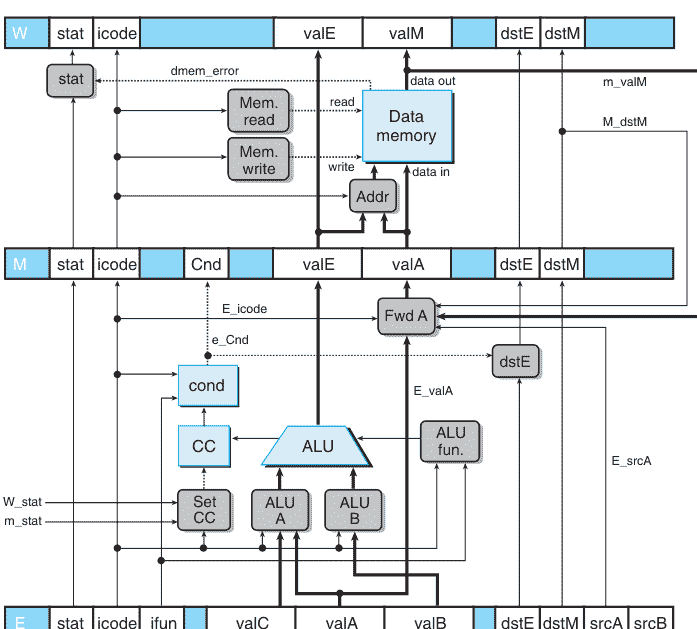 W stat icode valE valM dstE dstM
stat
dmem_error
data out
m_valM
Mem.
read
read
Data
memory
M_dstM
Mem.
write
write
data in
Addr
M stat icode Cnd valE valA dstE dstM
E_icode
Fwd A
e_Cnd
dstE
cond
E_valA
CC
ALU
ALU
fun.
E_srcA
W_stat
m_stat
Set
CC
ALU
A
ALU
B
E stat icode ifun valC valA valB dstE dstM srcA srcB